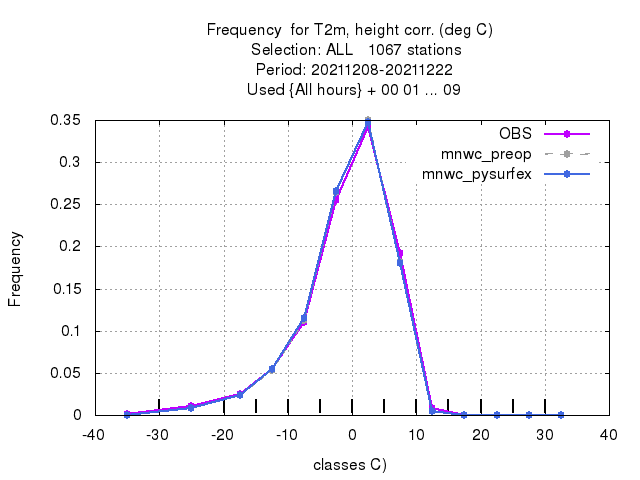 Frequency  for T2m, height corr. (deg C)
Selection: ALL   1067 stations
Period: 20211208-20211222
Used {All hours} + 00 01 ... 09
0.35
0.3
0.25
0.2
0.15
0.1
0.05
0
Frequency
OBS
mnwc_preop
mnwc_pysurfex
-40 -30 -20 -10 0 10 20 30 40
classes C)